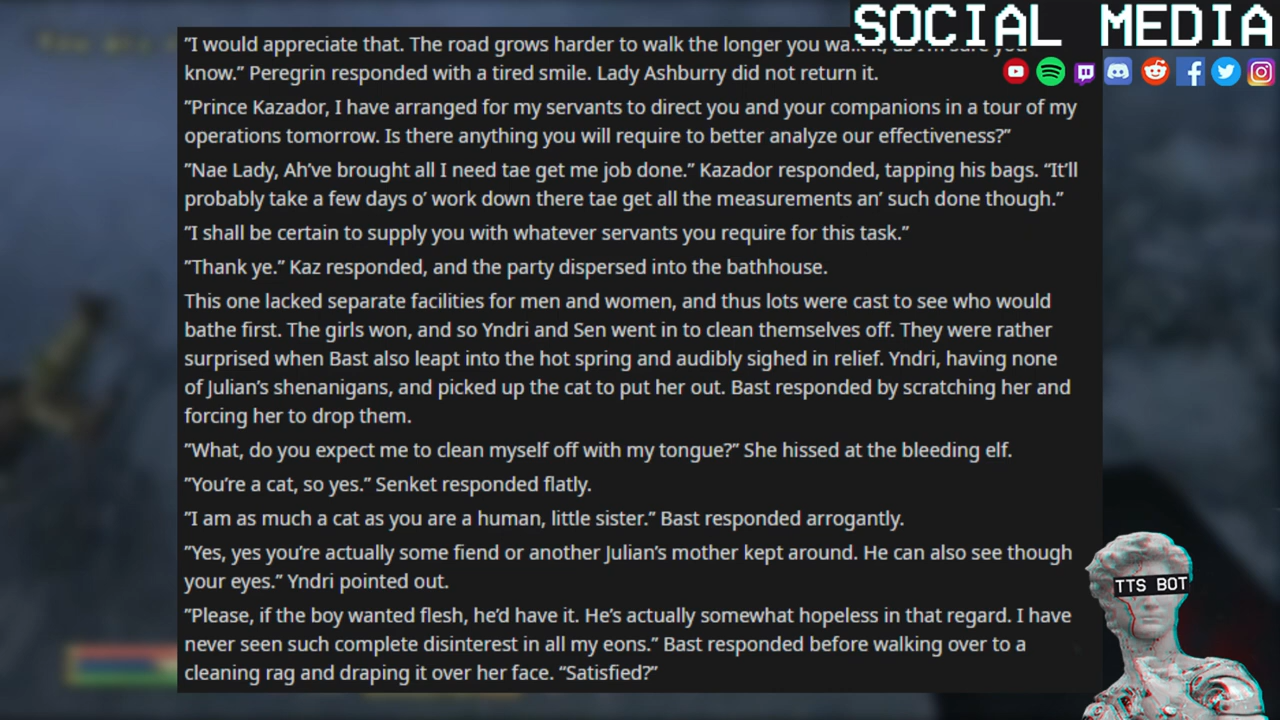 SOCIAL MEDIA
"I would appreciate that. The road grows harder to walk the longer you
know." Peregrin responded with a tired smile. Lady Ashburry did not return it.
"Prince Kazador, I have arranged for my servants to direct you and your companions in a tour of my
operations tomorrow. Is there anything you will require to better analyze our effectiveness?"
"Nae Lady, Ah've brought all I need tae get me job done." Kazador responded, tapping his bags. "It'll
probably take a few days o' work down there tae get all the measurements an' such done though."
"I shall be certain to supply you with whatever servants you require for this task."
"Thank ye." Kaz responded, and the party dispersed into the bathhouse.
This one lacked separate facilities for men and women, and thus lots were cast to see who would
bathe first. The girls won, and so Yndri and Sen went in to clean themselves off. They were rather
surprised when Bast also leapt into the hot spring and audibly sighed in relief. Yndri, having none
of Julian's shenanigans, and picked up the cat to put her out. Bast responded by scratching her and
forcing her to drop them.
"What, do you expect me to clean myself off with my tongue?" She hissed at the bleeding elf.
"You're a cat, so yes." Senket responded flatly.
"I am as much a cat as you are a human, little sister." Bast responded arrogantly.
"Yes, yes you're actually some fiend or another Julian's mother kept around. He can also see though
your eyes." Yndri pointed out.
"Please, if the boy wanted flesh, he'd have it. He's actually somewhat hopeless in that regard. I have
never seen such complete disinterest in all my eons." Bast responded before walking over to a
cleaning rag and draping it over her face. "Satisfied?"
TTS BOT